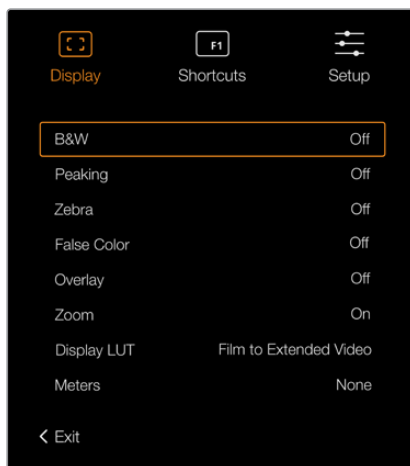 F1
Display Shortcuts Setup
B&W Off
Peaking Off
Zebra Off
False Color Off
Overlay Off
Zoom On
Display LUT Film to Extended Video
Meters None
Exit